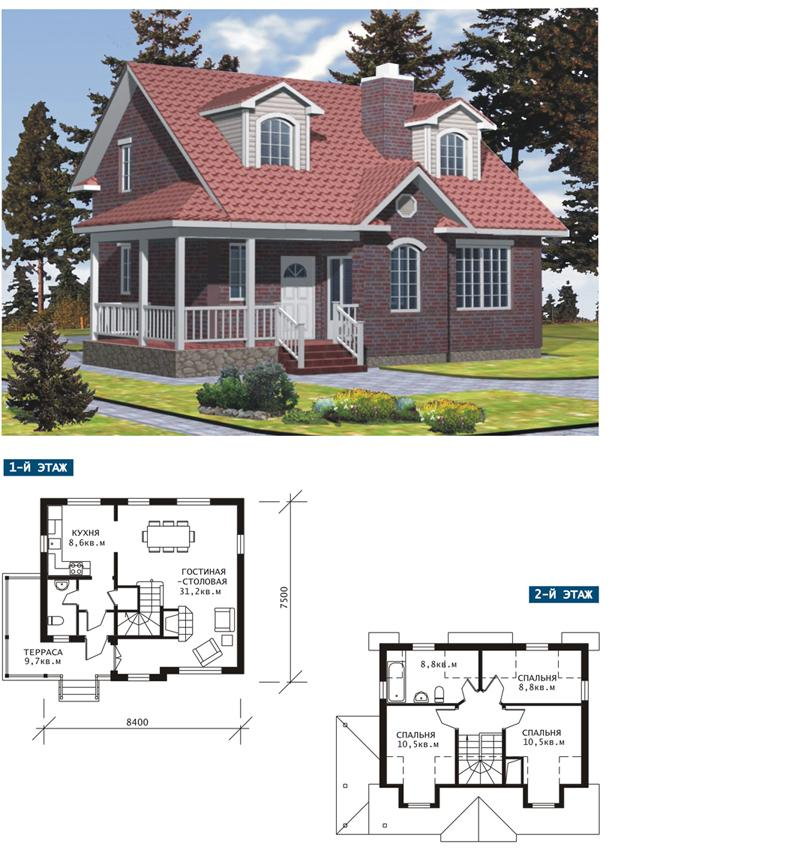 1-й ЭТАЖ
КУХНЯ
8,6кв.м
ГОСТИНАЯ
-СТОЛОВАЯ
31,2кв.м
ТЕРРАСА
9,7кв.м
7500
8400
2-й ЭТАЖ
8,8кв.м
СПАЛЬНЯ
8,8кв.м
СПАЛЬНЯ
10,5кв.м
СПАЛЬНЯ
10,5кв.м